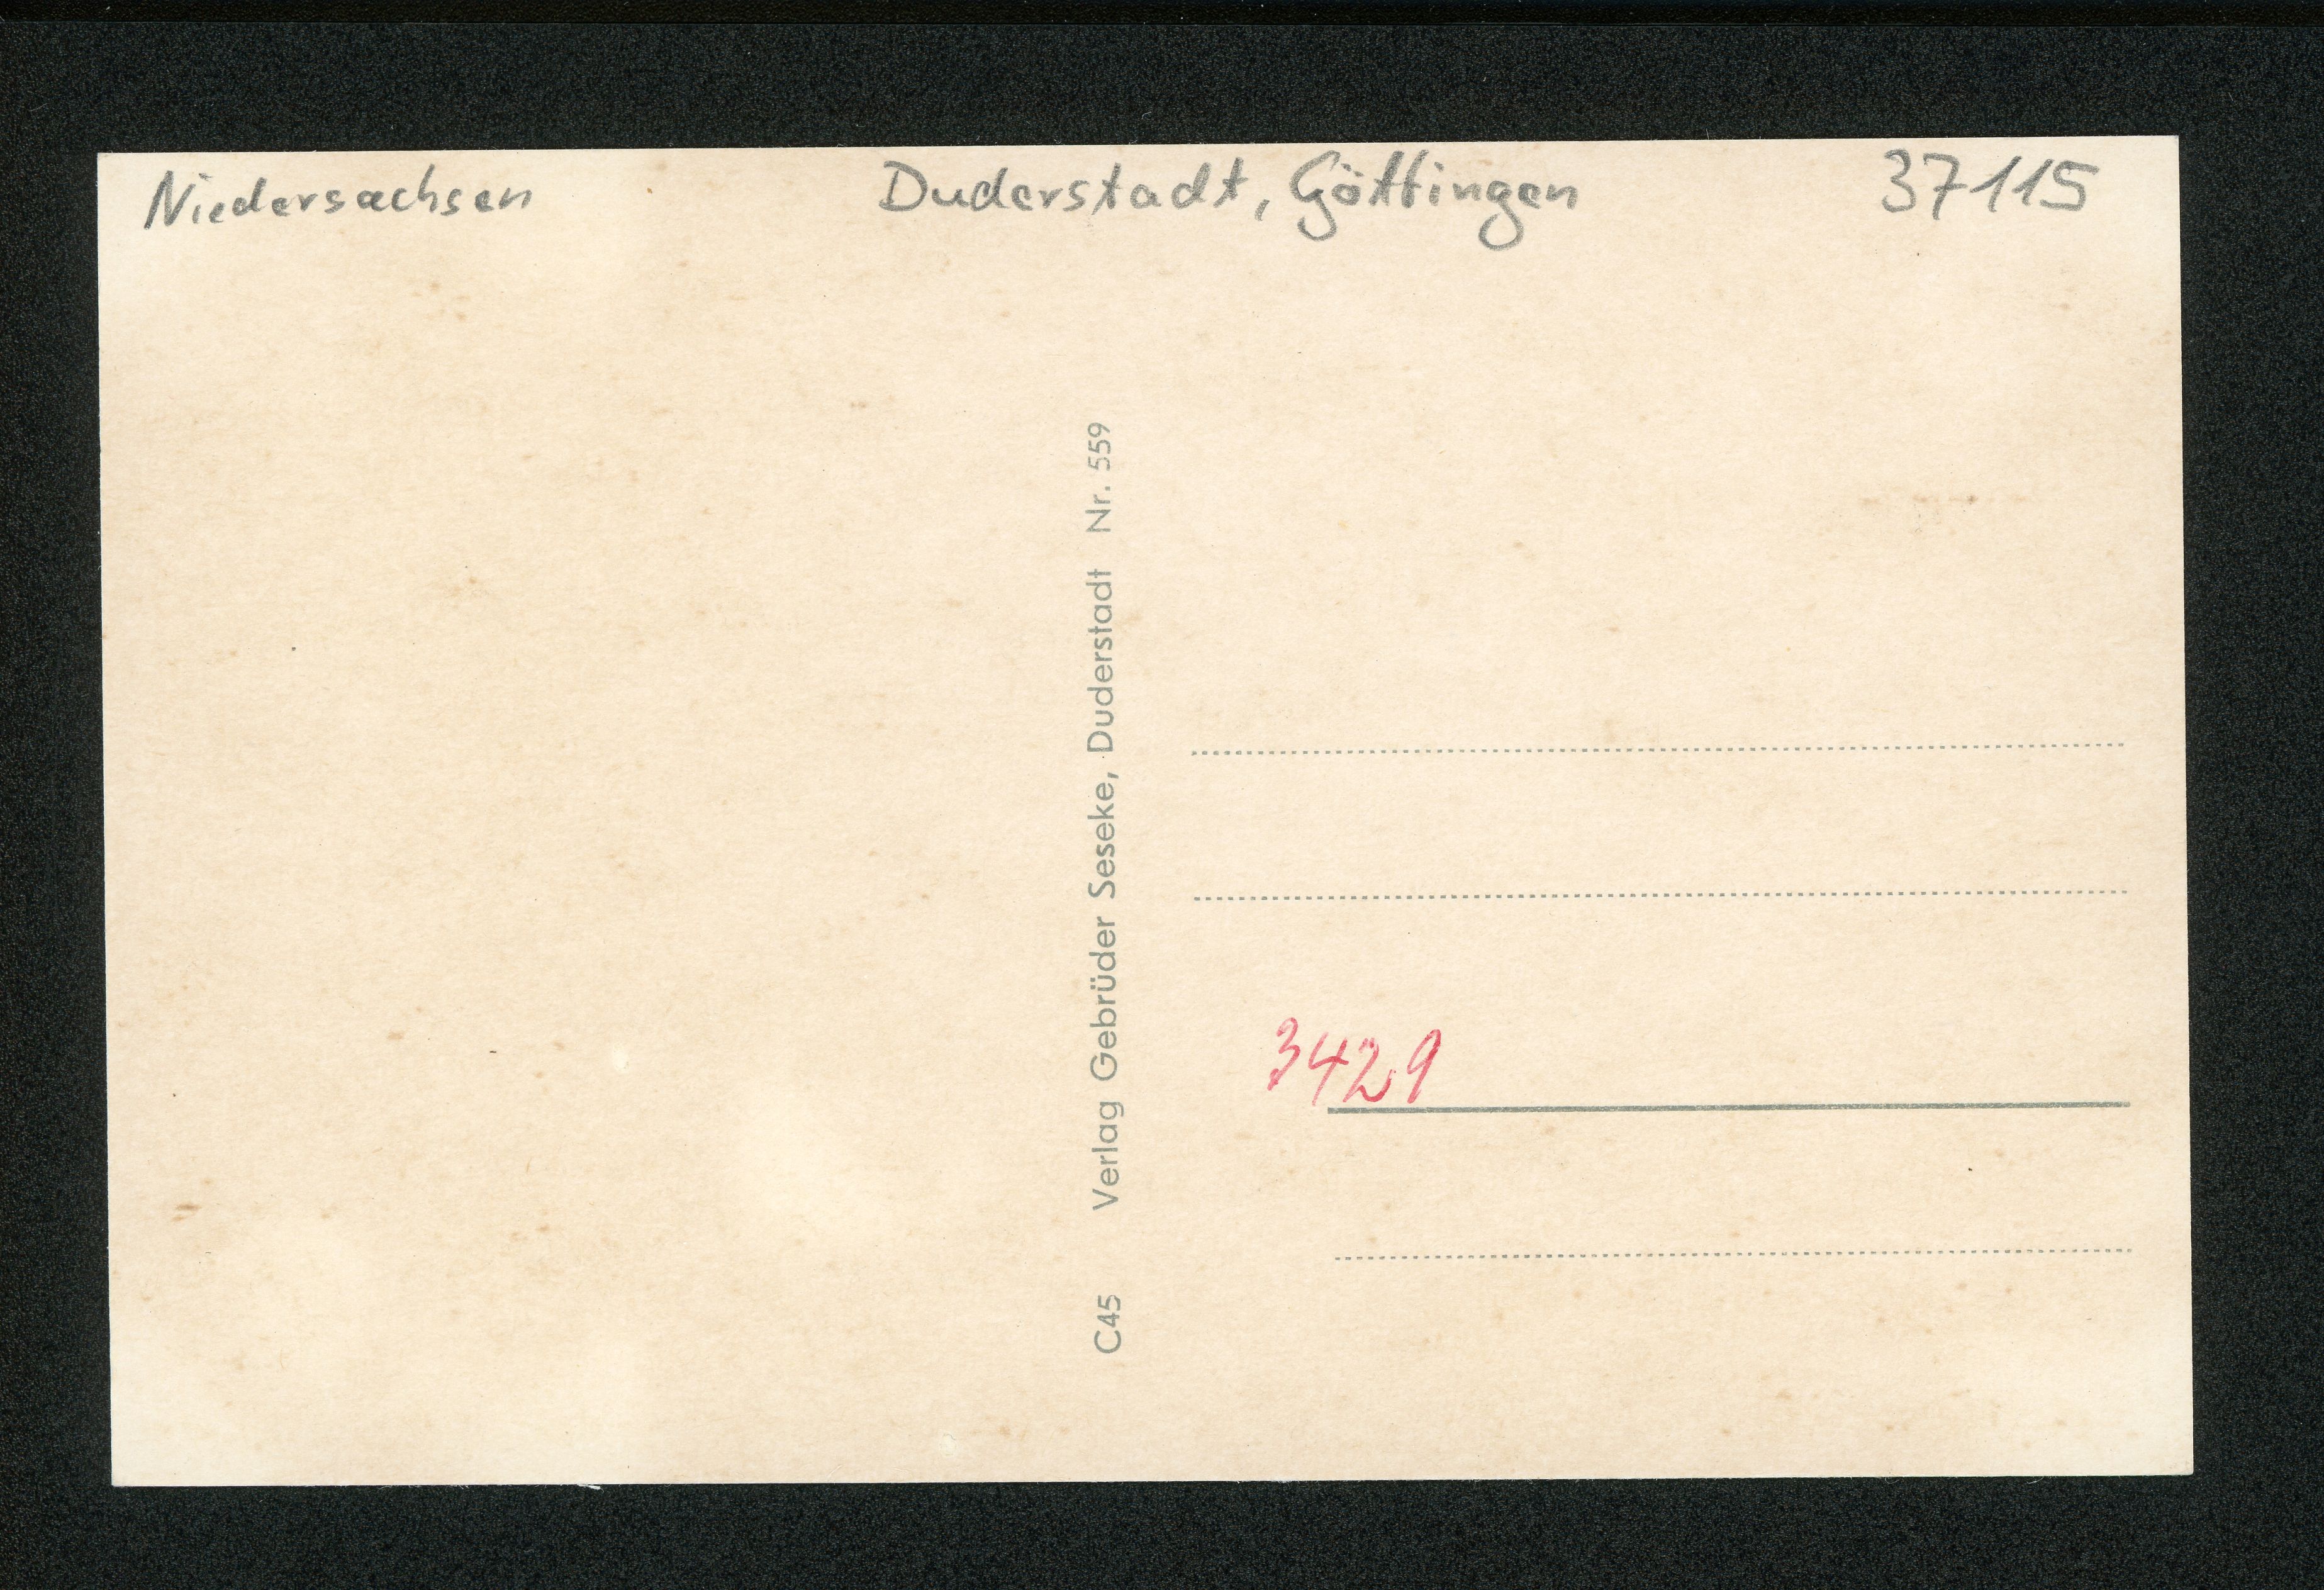 Niedersachsen Duderstadt, Göttingen 37115
C45 Verlag Gebrüder Seseke, Duderstadt Nr. 559
3429